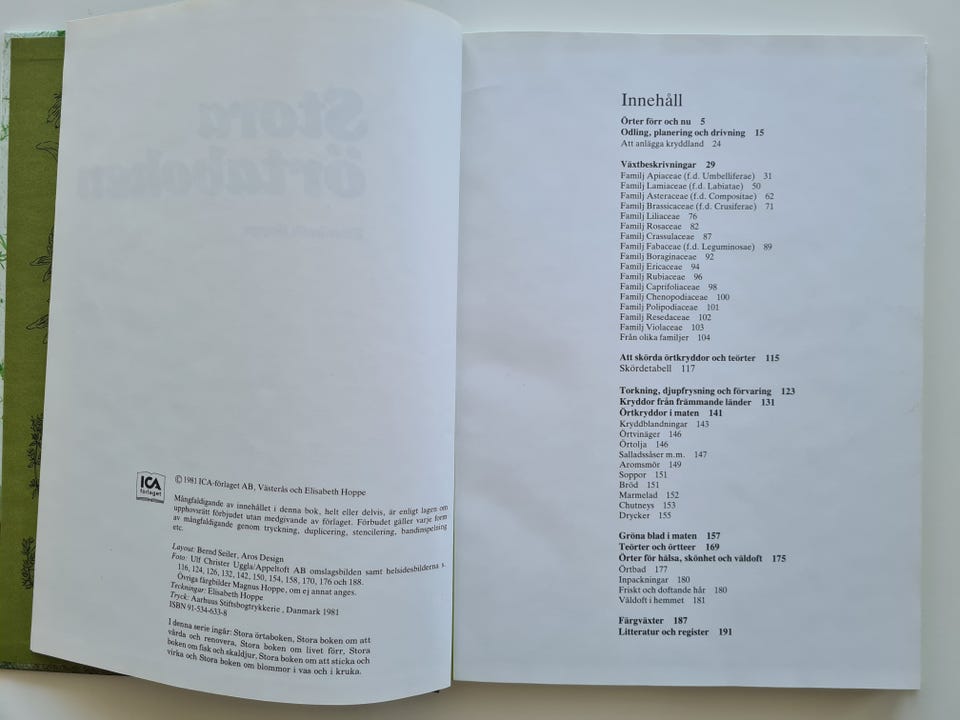 Stora
örtaboken
Elisabeth Hoppe
ICA
förlaget
© 1981 ICA-förlaget AB, Västerås och Elisabeth Hoppe
Mångfaldigande av innehållet i denna bok, helt eller delvis, är enligt lagen om
upphovsrätt förbjudet utan medgivande av förlaget. Förbudet gäller varje form
av mångfaldigande genom tryckning, duplicering, stencilering, bandinspelning
etc.
Layout: Bernd Seiler, Aros Design
Foto: Ulf Christer Uggla/Appeltoft AB omslagsbilden samt helsidesbilderna s.
116, 124, 126, 132, 142, 150, 154, 158, 170, 176 och 188.
Övriga färgbilder Magnus Hoppe, om ej annat anges.
Teckningar: Elisabeth Hoppe
Tryck: Aarhuus Stiftsbogtrykkerie, Danmark 1981
ISBN 91-534-633-8
I denna serie ingår: Stora örtaboken, Stora boken om att
vårda och renovera, Stora boken om livet förr, Stora
boken om fisk och skaldjur, Stora boken om att sticka och
virka och Stora boken om blommor i vas och i kruka.
Innehåll
Örter förr och nu 5
Odling, planering och drivning 15
Att anlägga kryddland 24
Växtbeskrivningar 29
Familj Apiaceae (f.d. Umbelliferae) 31
Familj Lamiaceae (f.d. Labiatae) 50
Familj Asteraceae (f.d. Compositae) 62
Familj Brassicaceae (f.d. Crusiferae) 71
Familj Liliaceae 76
Familj Rosaceae 82
Familj Crassulaceae 87
Familj Fabaceae (f.d. Leguminosae) 89
Familj Boraginaceae 92
Familj Ericaceae 94
Familj Rubiaceae 96
Familj Caprifoliaceae 98
Familj Chenopodiaceae 100
Familj Polipodiaceae 101
Familj Resedaceae 102
Familj Violaceae 103
Från olika familjer 104
Att skörda örtkryddor och teörter 115
Skördetabell 117
Torkning, djupfrysning och förvaring 123
Kryddor från främmande länder 131
Örtkryddor i maten 141
Kryddblandningar 143
Örtvinäger 146
Örtolja 146
Salladssåser m.m. 147
Aromsmör 149
Soppor 151
Bröd 151
Marmelad 152
Chutneys 153
Drycker 155
Gröna blad i maten 157
Teörter och örtteer 169
Örter för hälsa, skönhet och väldoft 175
Örtbad 177
Inpackningar 180
Friskt och doftande hår 180
Väldoft i hemmet 181
Färgväxter 187
Litteratur och register 191